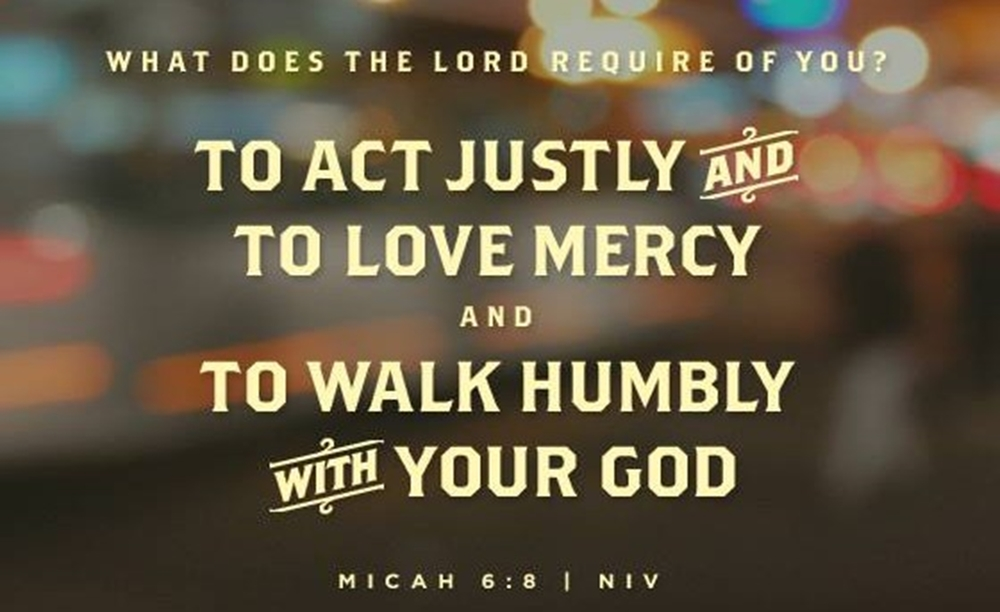 WHAT DOES THE LORD REQUIRE OF YOU?
TO ACT JUSTLY AND
TO LOVE MERCY
AND
TO WALK HUMBLY
WITH YOUR GOD
MICAH 6:8 | NIV